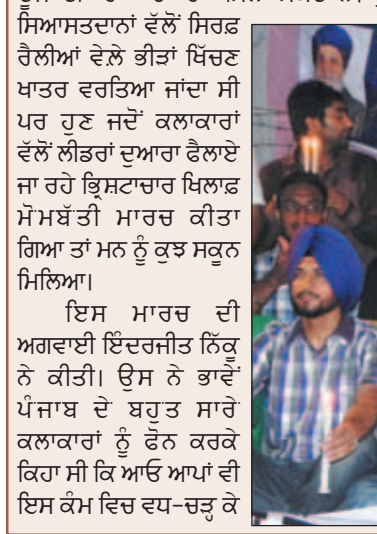 ਸਿਆਸਤਦਾਨਾਂ ਵੱਲੋਂ ਸਿਰਫ਼
ਰੈਲੀਆਂ ਵੇਲੇ ਭੀੜਾਂ ਖਿੱਚਣ
ਖਾਤਰ ਵਰਤਿਆ ਜਾਂਦਾ ਸੀ
ਪਰ ਹੁਣ ਜਦੋਂ ਕਲਾਕਾਰਾਂ
ਵੱਲੋਂ ਲੀਡਰਾਂ ਦੁਆਰਾ ਫੈਲਾਏ
ਜਾ ਰਹੇ ਭ੍ਰਿਸ਼ਟਾਚਾਰ ਖਿਲਾਫ਼
ਮੋਮਬੱਤੀ ਮਾਰਚ ਕੀਤਾ
ਗਿਆ ਤਾਂ ਮਨ ਨੂੰ ਕੁਝ ਸਕੂਨ
ਮਿਲਿਆ।
ਇਸ ਮਾਰਚ ਦੀ
ਅਗਵਾਈ ਇੰਦਰਜੀਤ ਨਿੱਕੂ
ਨੇ ਕੀਤੀ। ਉਸ ਨੇ ਭਾਵੇਂ
ਪੰਜਾਬ ਦੇ ਬਹੁਤ ਸਾਰੇ
ਕਲਾਕਾਰਾਂ ਨੂੰ ਫੋਨ ਕਰਕੇ
ਕਿਹਾ ਸੀ ਕਿ ਆਓ ਆਪਾਂ ਵੀ
ਇਸ ਕੰਮ ਵਿਚ ਵਧ-ਚੜ੍ਹ ਕੇ